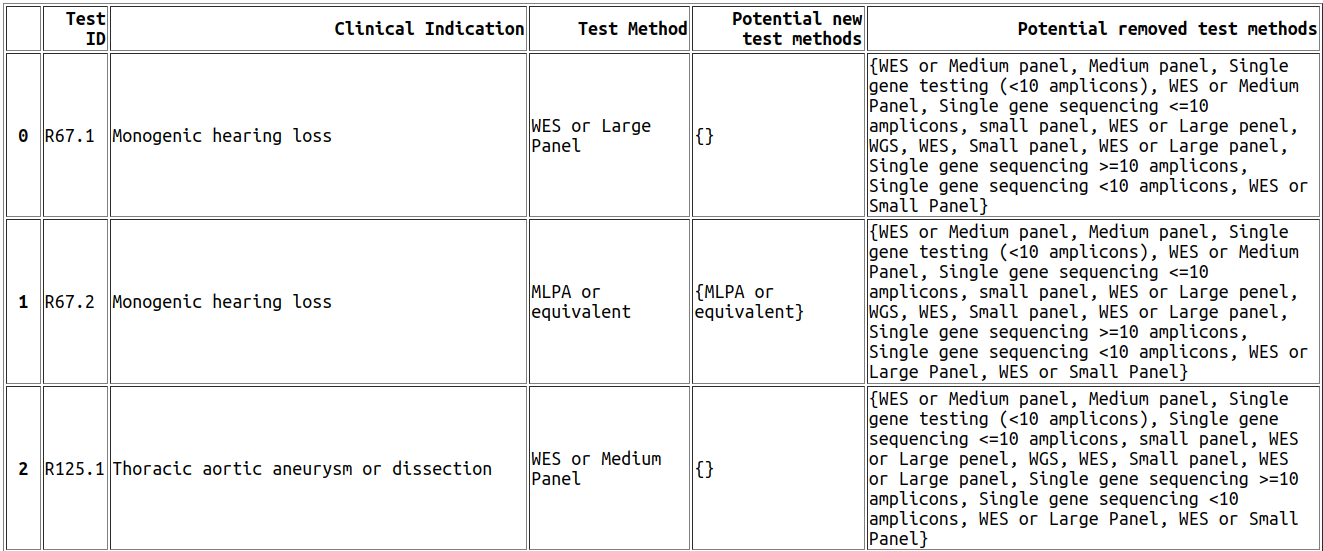 Test ID Clinical Indication Test Method Potential new test methods Potential removed test methods
0 R67.1 Monogenic hearing loss
WES or Large
Panel
{}
{WES or Medium panel, Medium panel, Single
gene testing (<10 amplicons), WES or Medium
Panel, Single gene sequencing <=10
amplicons, small panel, WES or Large penel,
WGS, WES, Small panel, WES or Large panel,
Single gene sequencing >=10 amplicons,
Single gene sequencing <10 amplicons, WES or
Small Panel}
1 R67.2 Monogenic hearing loss
MLPA or
equivalent
{MLPA or
equivalent}
{WES or Medium panel, Medium panel, Single
gene testing (<10 amplicons), WES or Medium
Panel, Single gene sequencing <=10
amplicons, small panel, WES or Large penel,
WGS, WES, Small panel, WES or Large panel,
Single gene sequencing >=10 amplicons,
Single gene sequencing <10 amplicons, WES or
Large Panel, WES or Small Panel}
2 R125.1 Thoracic aortic aneurysm or dissection
WES or Medium
Panel
{}
{WES or Medium panel, Medium panel, Single
gene testing (<10 amplicons), Single gene
sequencing <=10 amplicons, small panel, WES
or Large penel, WGS, WES, Small panel, WES
or Large panel, Single gene sequencing >=10
amplicons, Single gene sequencing <10
amplicons, WES or Large Panel, WES or Small
Panel}